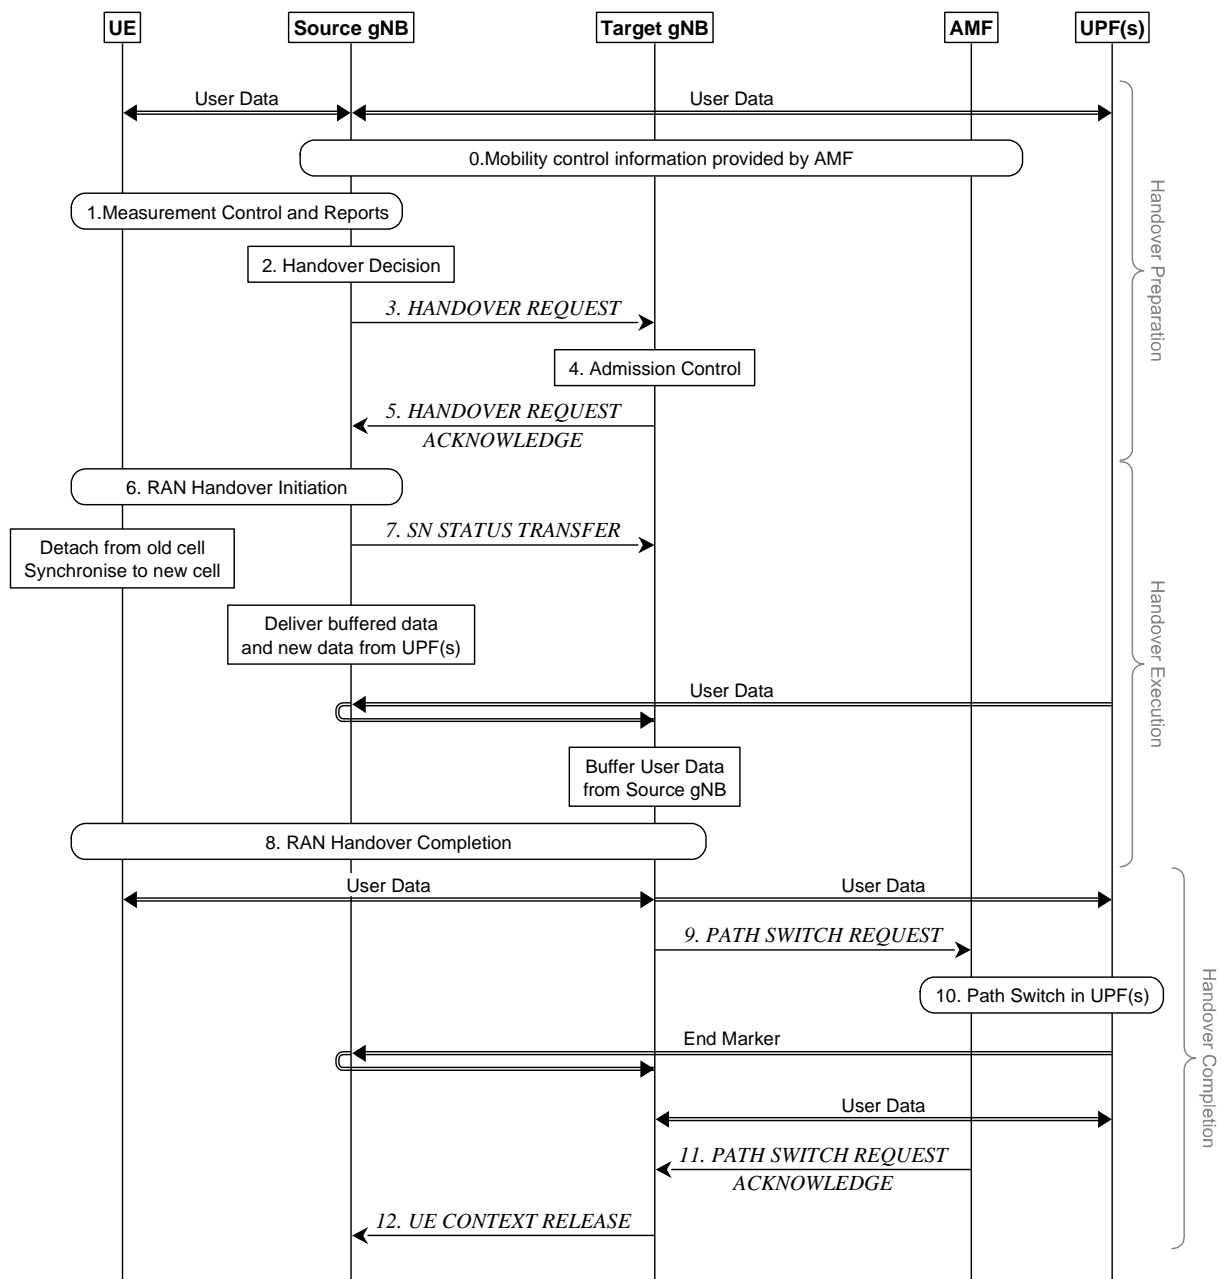 UE
Source gNB
Target gNB
AMF
UPF(s)
User Data
User Data
0.Mobility control information provided by AMF
1.Measurement Control and Reports
2. Handover Decision
3. HANDOVER REQUEST
4. Admission Control
5. HANDOVER REQUEST
ACKNOWLEDGE
Handover Preparation
6. RAN Handover Initiation
7. SN STATUS TRANSFER
Detach from old cell
Synchronise to new cell
Deliver buffered data
and new data from UPF(s)
User Data
Buffer User Data
from Source gNB
8. RAN Handover Completion
Handover Execution
User Data
User Data
9. PATH SWITCH REQUEST
10. Path Switch in UPF(s)
End Marker
User Data
11. PATH SWITCH REQUEST
ACKNOWLEDGE
12. UE CONTEXT RELEASE
Handover Completion